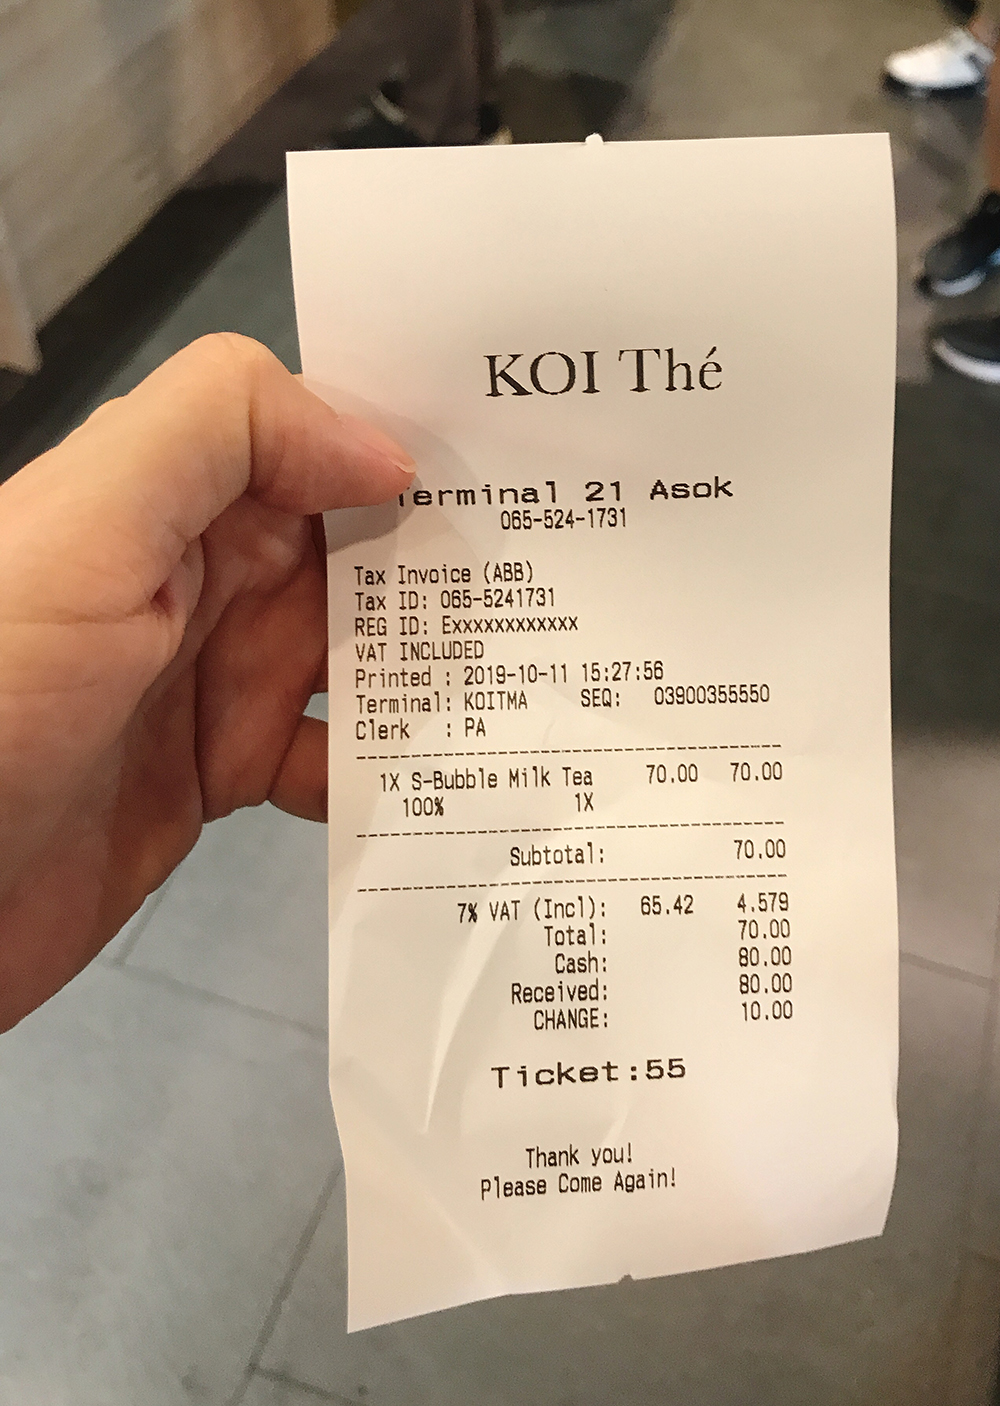 KOI Thé
Terminal 21 Asok
065-524-1731
Tax Invoice (ABB)
Tax ID: 065-5241731
REG ID: Exxxxxxxxxxxx
VAT INCLUDED
Printed : 2019-10-11 15:27:56
Terminal: KOITMA SEQ: 03900355550
Clerk : PA
1X S-Bubble Milk Tea 70.00 70.00
100% 1X
Subtotal: 70.00
7% VAT (Incl): 65.42 4.579
Total: 70.00
Cash: 80.00
Received: 80.00
CHANGE: 10.00
Ticket:55
Thank you!
Please Come Again!